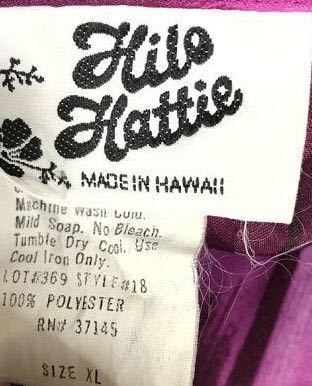 Hilo
Hattie
MADE IN HAWAII
Machine Wash Cold.
Mild Soap. No Bleach.
Tumble Dry Cool. Use
Cool Iron Only.
LOT#369 STYLE#18
100% POLYESTER
RN# 37145
SIZE XL